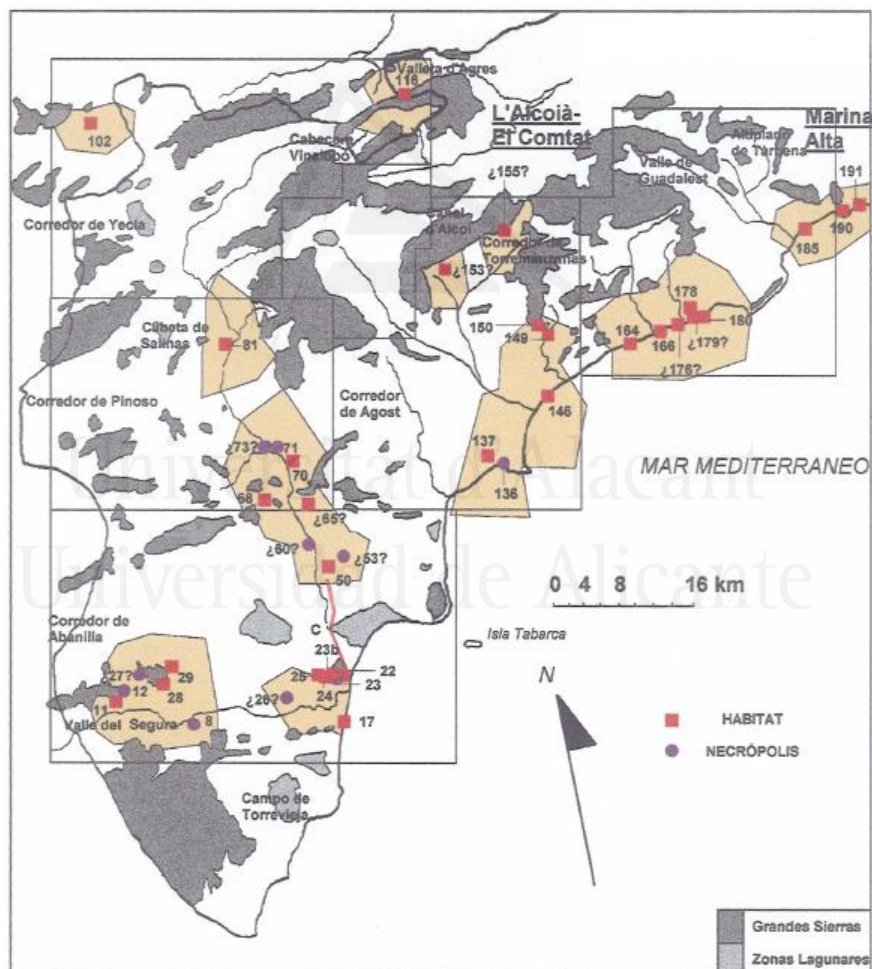 Valleta d'Agres
116
L'Alcoià-
El Comtat
Marina
Alta
Altiplano
de Tárbena
102
Cabecera
Vinalopó
¿155?
Valle de
Guadalest
191
190
185
Corredor de Yecla
Canal
d'Alcoi
Corredor de
Torremanzanas
¿153?
178
180
¿179?
¿176?
150
149
164
166
Cubeta de
Salinas
81
146
Corredor de Pinoso
Corredor
de Agost
137
136
¿73?
71
70
68
¿65?
MAR MEDITERRANEO
Universitat d'Alacant
¿60?
¿53?
50
Universidad de Alicante
0 4 8 16 km
Corredor de
Abanilla
C
Isla Tabarca
23b
22
25
23
24
29
¿27?
12
28
11
¿26?
17
8
Valle del Segura
N
HABITAT
NECRÓPOLIS
Campo de
Torrevieja
Grandes Sierras
Zonas Lagunares